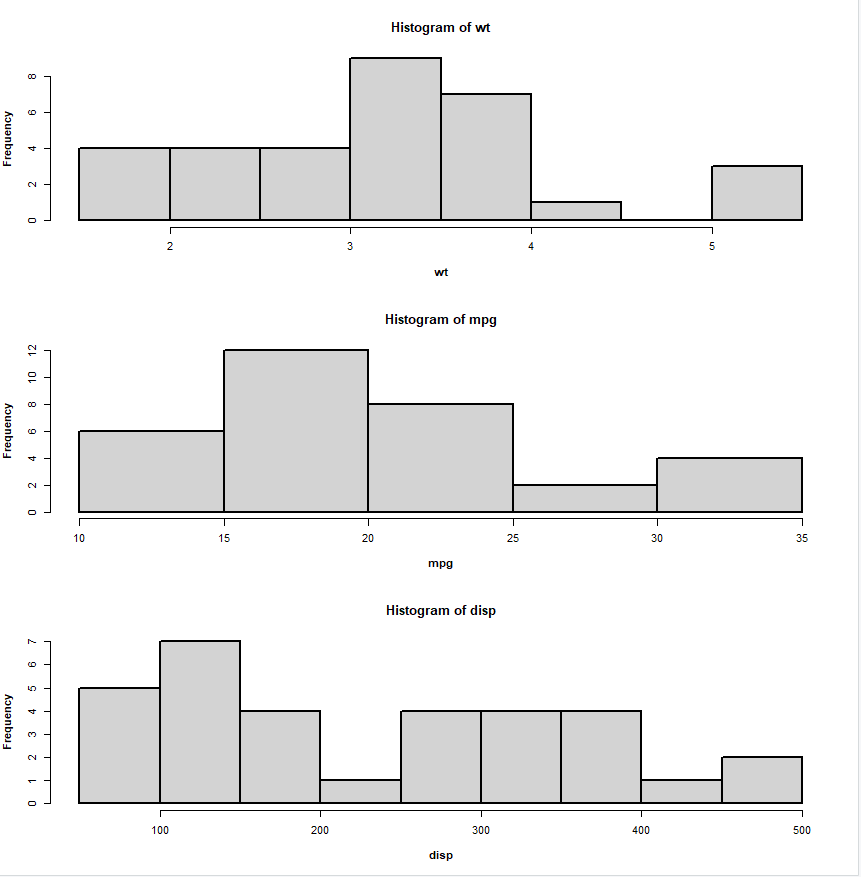 Histogram of wt
8
6
4
2
0
Frequency
2 3 4 5
wt
Histogram of mpg
12
10
8
6
4
2
0
Frequency
10 15 20 25 30 35
mpg
Histogram of disp
7
6
5
4
3
2
1
0
Frequency
100 200 300 400 500
disp